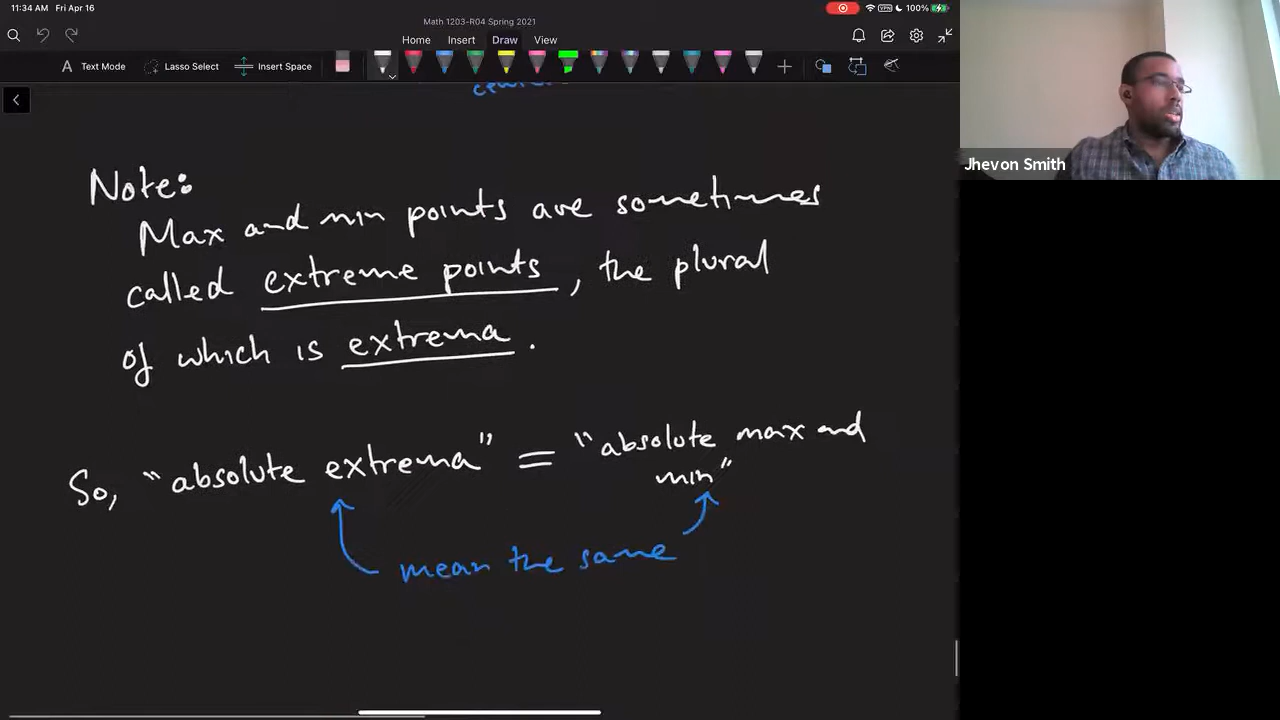 11:34 AM Fri Apr 16
100%
Math 1203-R04 Spring 2021
Home Insert Draw View
Text Mode Lasso Select Insert Space
Jhevon Smith
Note:
Max and min points are sometimes
called extreme points, the plural
of which is extrema.
So, "absolute extrema" = "absolute max and
min"
mean the same